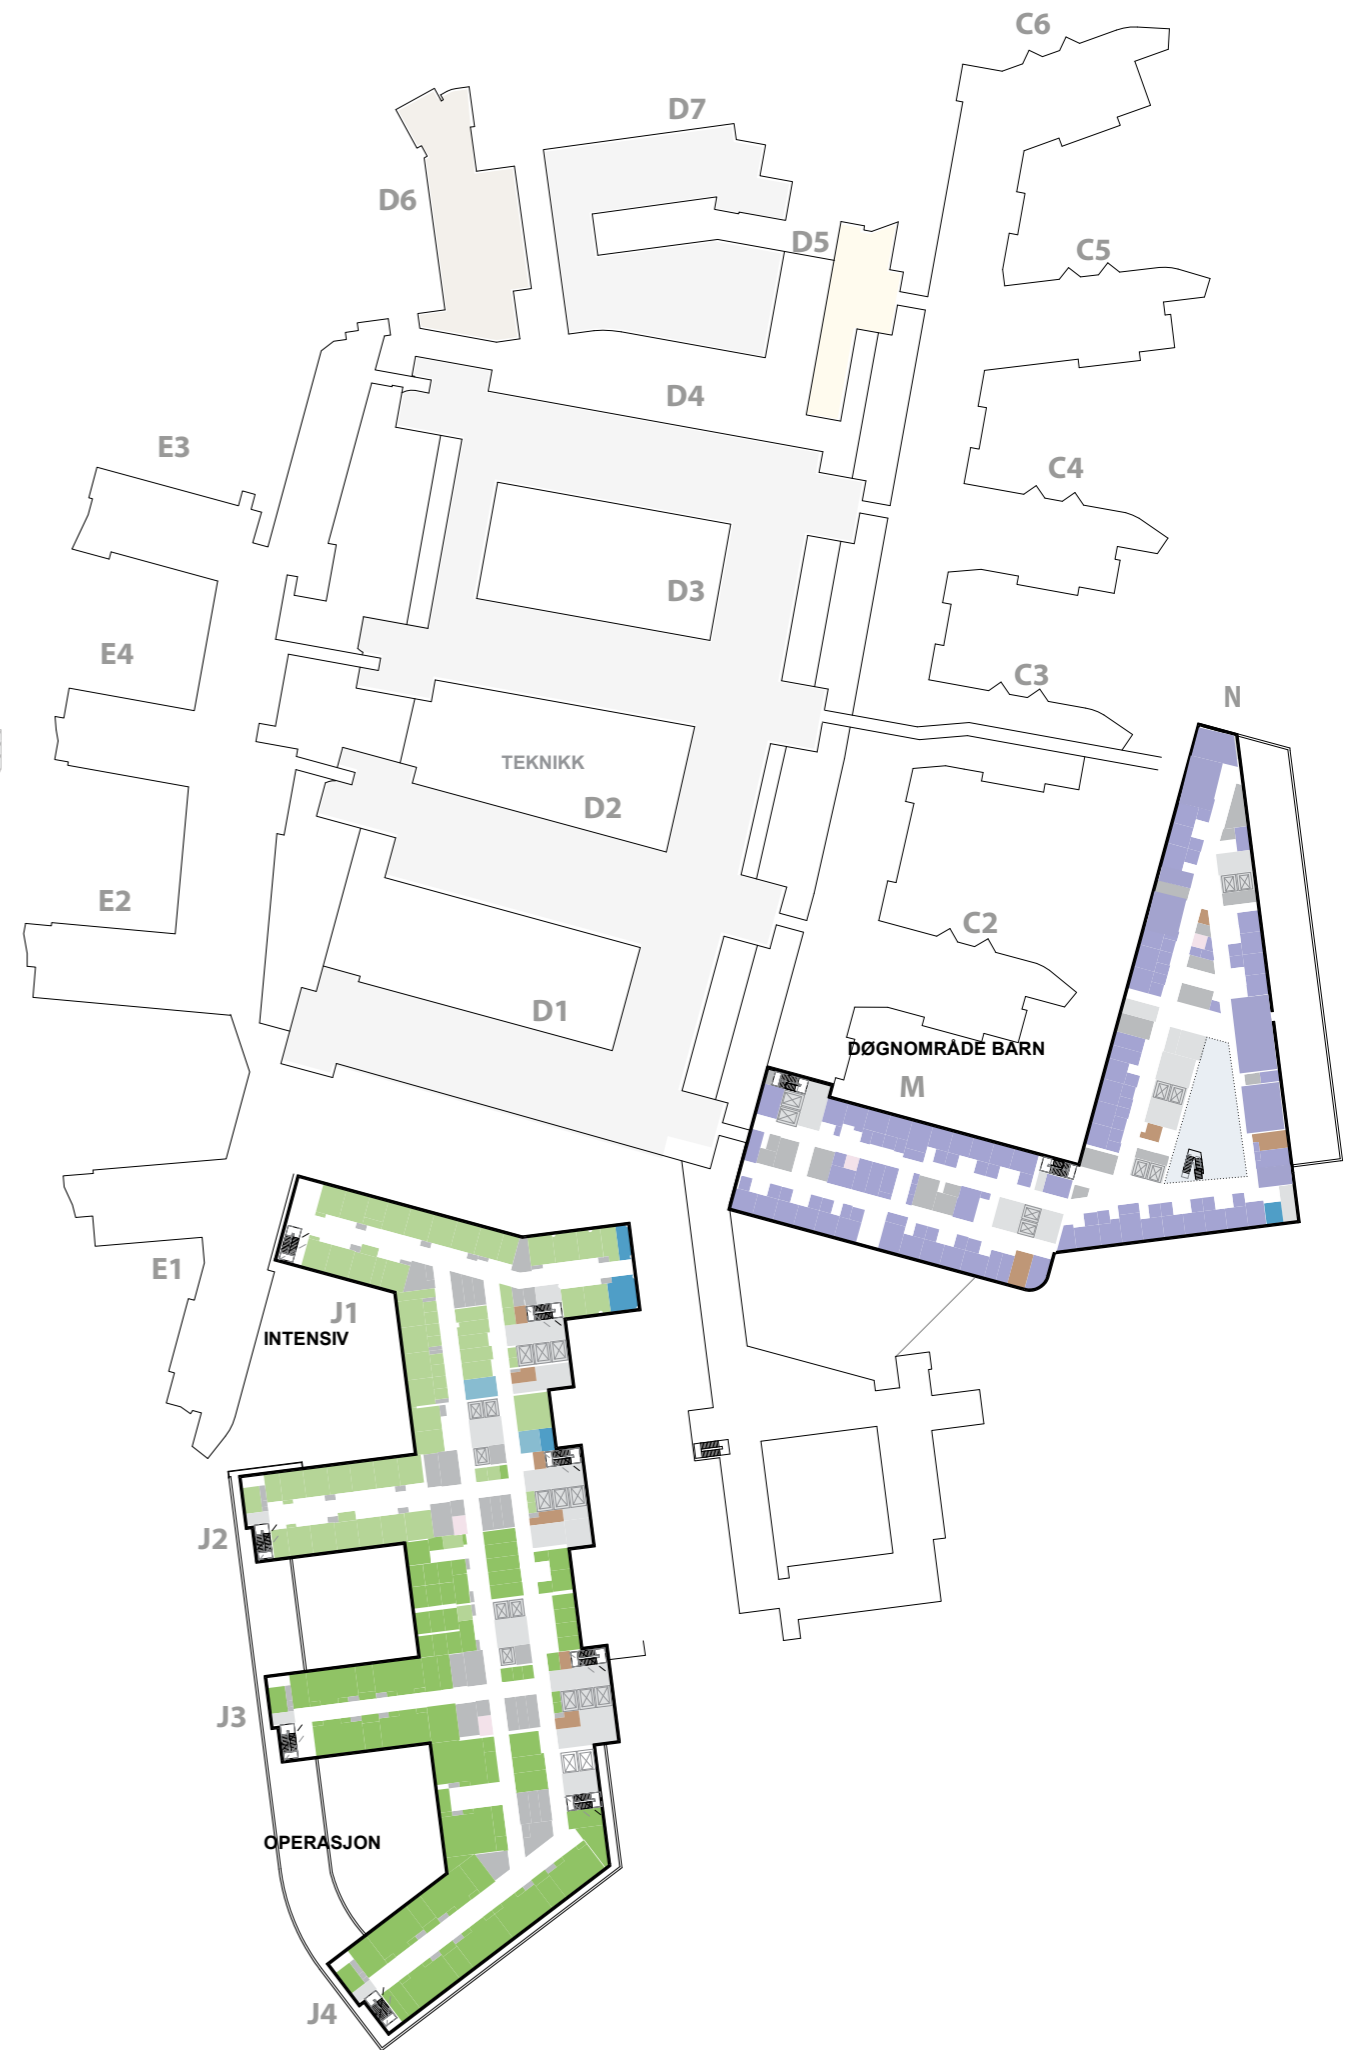 C6
D7
D6
D5
C5
D4
E3
C4
D3
E4
C3
N
TEKNIKK
D2
E2
C2
D1
DØGNOMRÅDE BARN
M
E1
J1
INTENSIV
J2
J3
OPERASJON
J4